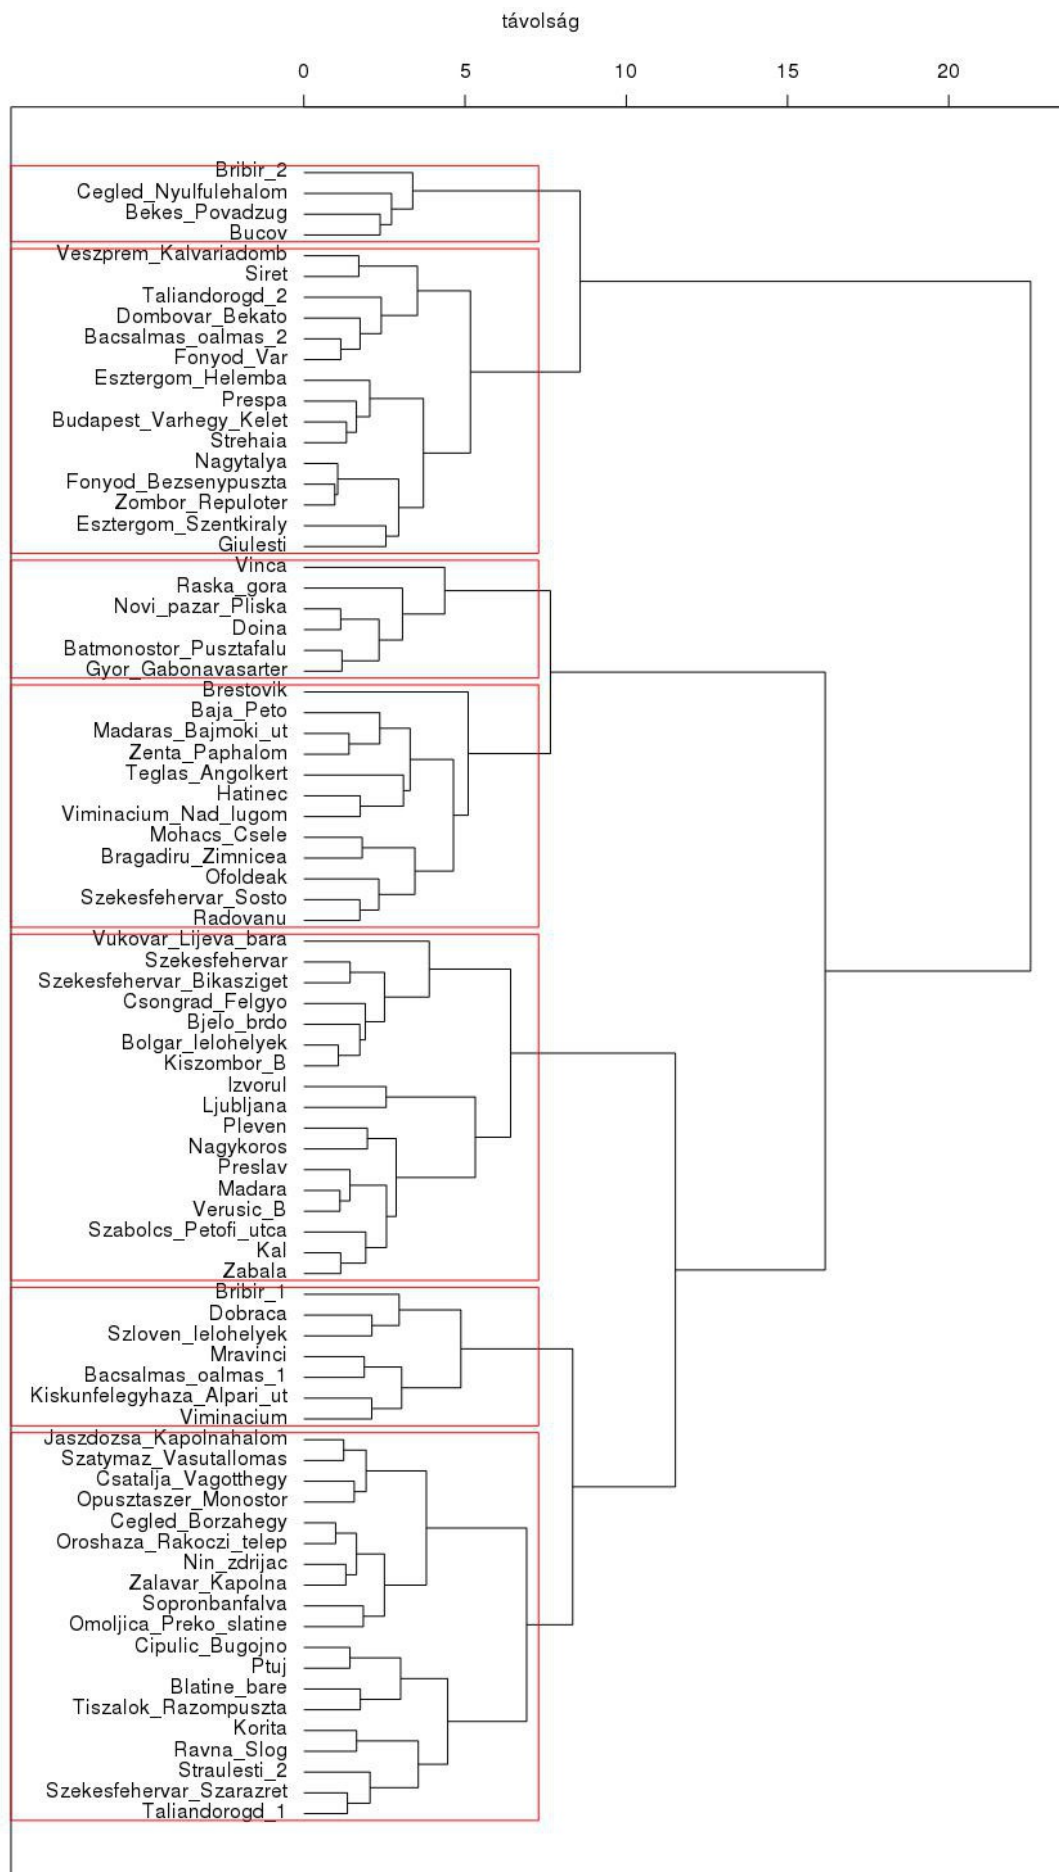 távolság
0 5 10 15 20
Bribir_2
Cegled_Nyulfulehalom
Bekes_Povadzug
Bucov
Veszprem_Kalvariadomb
Siret
Taliandorogd_2
Dombovar_Bekato
Bacsalmas_oalmas_2
Fonyod_Var
Esztergom_Helemba
Prespa
Budapest_Varhegy_Kelet
Strehaia
Nagytalya
Fonyod_Bezsenypuszta
Zombor_Repuloter
Esztergom_Szentkiraly
Giulesti
Vinca
Raska_gora
Novi_pazar_Pliska
Doina
Batmonostor_Pusztafalu
Gyor_Gabonavasarter
Brestovik
Baja_Peto
Madaras_Bajmoki_ut
Zenta_Paphalom
Teglas_Angolkert
Hatinec
Viminacium_Nad_lugom
Mohacs_Csele
Bragadiru_Zimnicea
Ofoldeak
Szekesfehervar_Sosto
Radovanu
Vukovar_Lijeva_bara
Szekesfehervar
Szekesfehervar_Bikasziget
Csongrad_Felgyo
Bjelo_brdo
Bolgar_lelohelyek
Kiszombor_B
Izvorul
Ljubljana
Pleven
Nagykoros
Preslav
Madara
Verusic_B
Szabolcs_Petofi_utca
Kal
Zabala
Bribir_1
Dobraca
Szloven_lelohelyek
Mravinci
Bacsalmas_oalmas_1
Kiskunfelegyhaza_Alpari_ut
Viminacium
Jaszdozsa_Kapolnahalom
Szatymaz_Vasutallomas
Csatalja_Vagotthegy
Opusztaszer_Monostor
Cegled_Borzahegy
Oroshaza_Rakoczi_telep
Nin_zdrijac
Zalavar_Kapolna
Sopronbanfalva
Omoljica_Preko_slatine
Cipulic_Bugojno
Ptuj
Blatine_bare
Tiszalok_Razompuszta
Korita
Ravna_Slog
Straulesti_2
Szekesfehervar_Szarazret
Taliandorogd_1